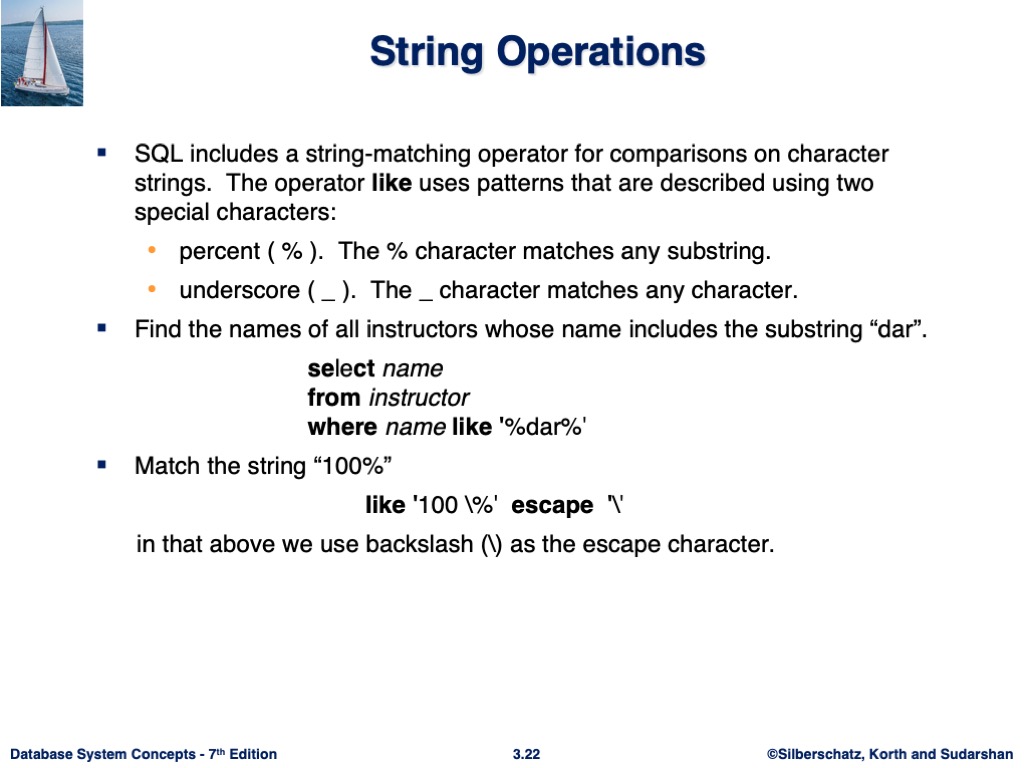 String Operations
▪ SQL includes a string-matching operator for comparisons on character
strings.  The operator like uses patterns that are described using two
special characters:
• percent ( % ).  The % character matches any substring.
• underscore ( _ ).  The _ character matches any character.
▪ Find the names of all instructors whose name includes the substring “dar”.
select name
from instructor
where name like '%dar%'
▪ Match the string “100%”
like '100 \%'  escape  '\'
in that above we use backslash (\) as the escape character.
Database System Concepts - 7th Edition
3.22
©Silberschatz, Korth and Sudarshan